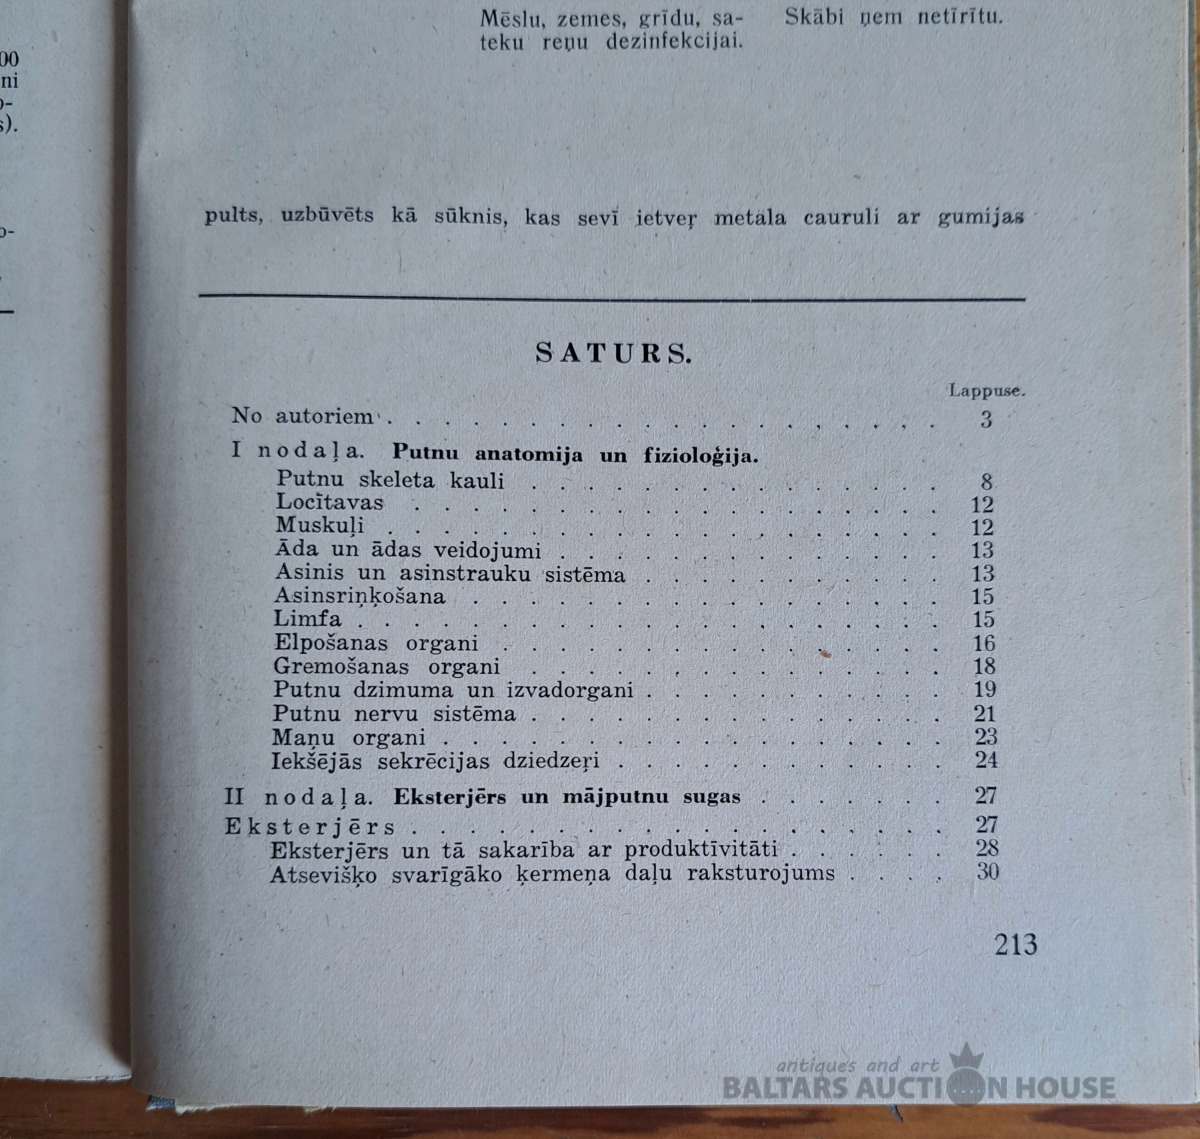 00
ni
o-
s).
o-
Mēslu, zemes, grīdu, sa- Skābi ņem netīrītu.
teku reņu dezinfekcijai.
pults, uzbūvēts kā sūknis, kas sevī ietveŗ metāla cauruli ar gumijas
SATURS.
Lappuse.
No autoriem . . . . . . . . . . . . . . . . . . . 3
I nodaļa. Putnu anatomija un fizioloģija.
Putnu skeleta kauli . . . . . . . . . . . . . . . 8
Locītavas . . . . . . . . . . . . . . . . . . . 12
Muskuļi . . . . . . . . . . . . . . . . . . . . 12
Āda un ādas veidojumi . . . . . . . . . . . . . . 13
Asinis un asinstrauku sistēma . . . . . . . . . . . 13
Asinsriņķošana . . . . . . . . . . . . . . . . . 15
Limfa . . . . . . . . . . . . . . . . . . . . . 15
Elpošanas organi . . . . . . . . . . . . . . . . 16
Gremošanas organi . . . . . . . . . . . . . . . 18
Putnu dzimuma un izvadorgani . . . . . . . . . . . 19
Putnu nervu sistēma . . . . . . . . . . . . . . . 21
Maņu organi . . . . . . . . . . . . . . . . . . 23
Iekšējās sekrēcijas dziedzeŗi . . . . . . . . . . . . 24
II nodaļa. Eksterjērs un mājputnu sugas . . . . . . . 27
Eksterjērs . . . . . . . . . . . . . . . . . . . 27
Eksterjērs un tā sakarība ar produktīvitāti . . . . . . 28
Atsevišķo svarīgāko ķermeņa daļu raksturojums . . . . 30
213
antiques and art
BALTARS AUCTION HOUSE